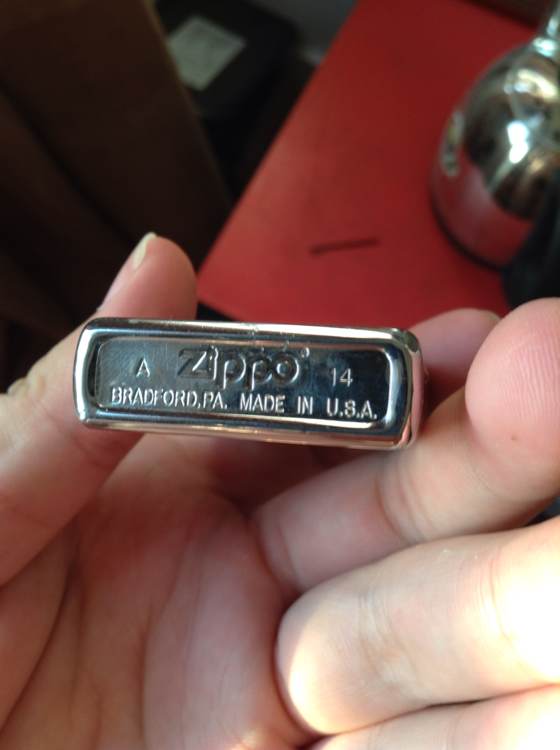 A Zippo® 14
BRADFORD,PA. MADE IN U.S.A.